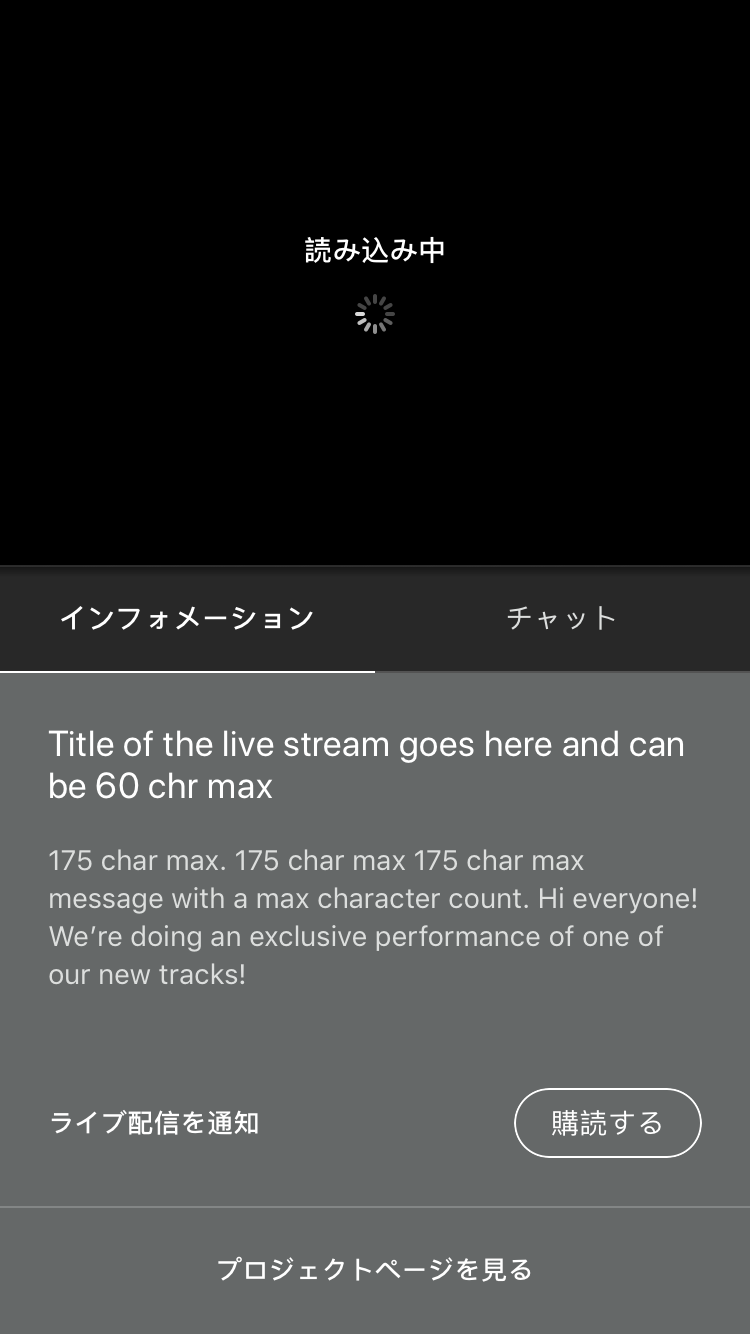 読み込み中
インフォメーション
チャット
Title of the live stream goes here and can
be 60 chr max
175 char max. 175 char max 175 char max
message with a max character count. Hi everyone!
We’re doing an exclusive performance of one of
our new tracks!
ライブ配信を通知
購読する
プロジェクトページを見る